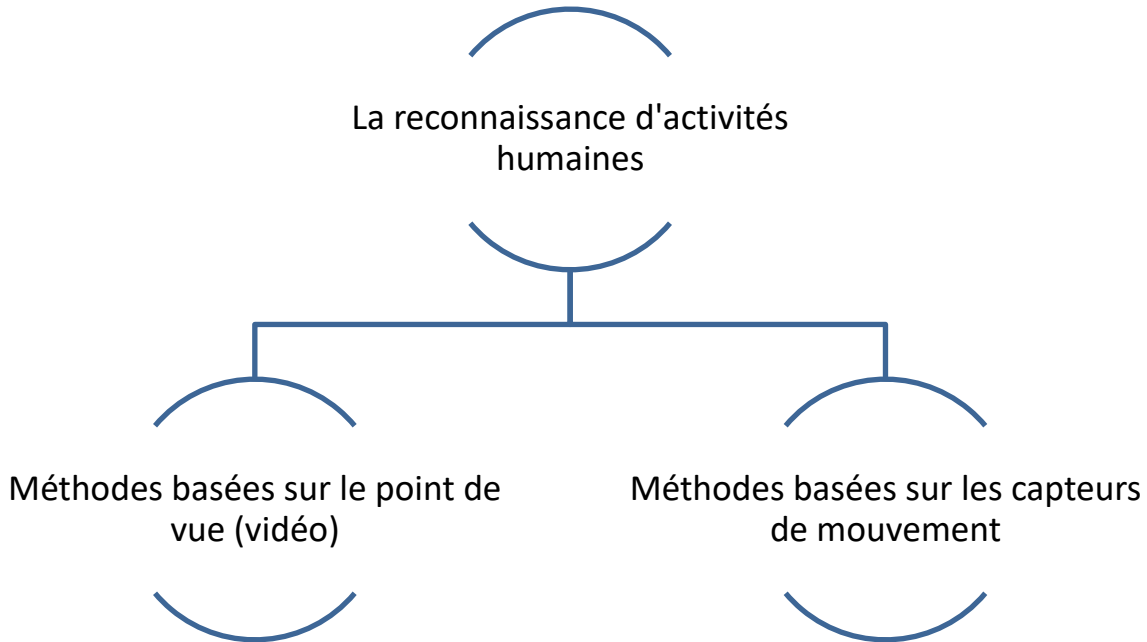 La reconnaissance d'activités
humaines
Méthodes basées sur le point de
vue (vidéo)
Méthodes basées sur les capteurs
de mouvement